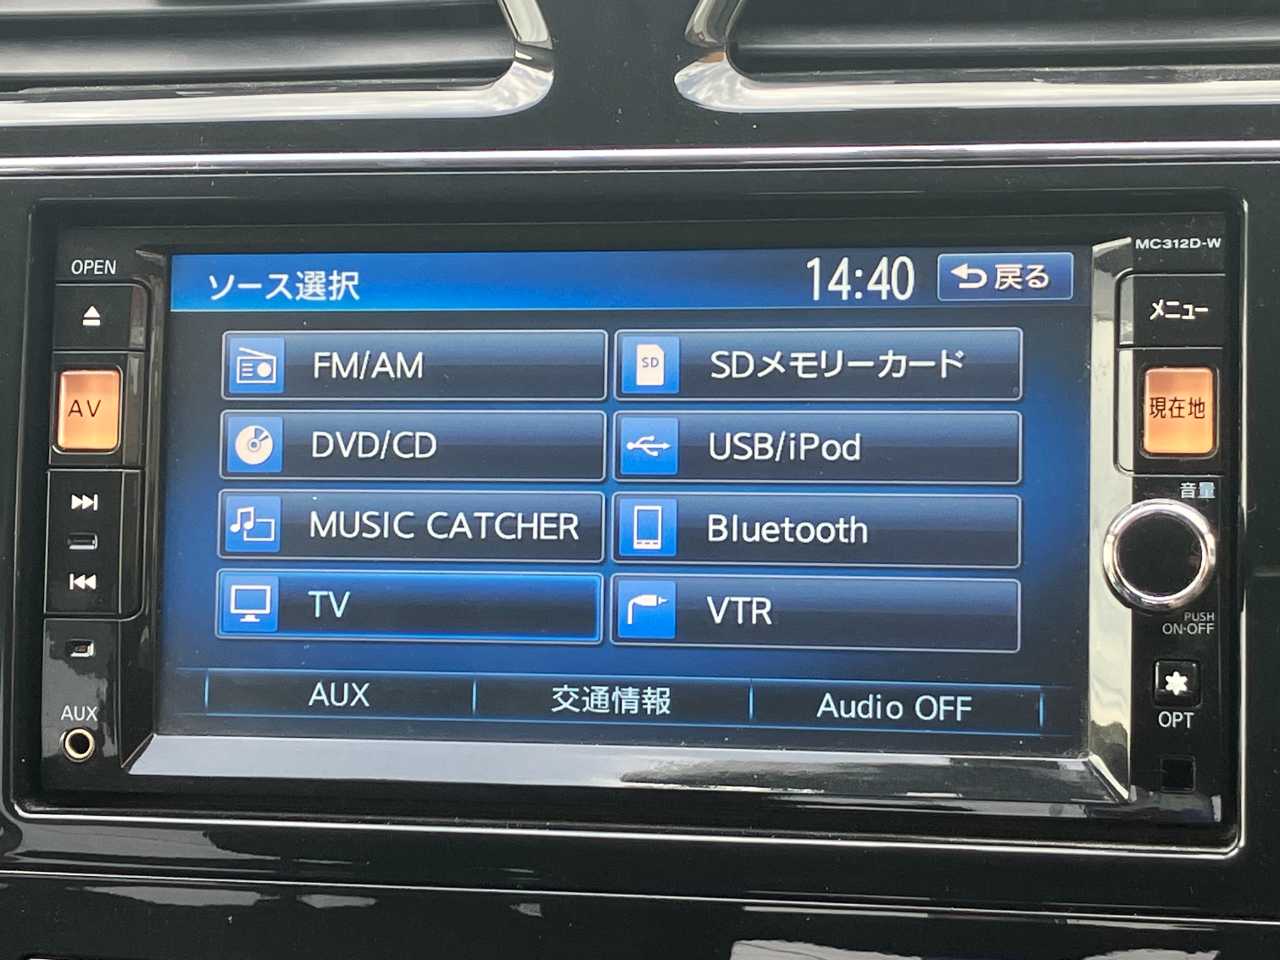 MC312D-W
OPEN
ソース選択
14:40
戻る
メニュー
FM/AM
SD
SDメモリーカード
AV
現在地
DVD/CD
USB/iPod
音量
MUSIC CATCHER
Bluetooth
TV
VTR
PUSH
ON・OFF
AUX
交通情報
Audio OFF
AUX
OPT